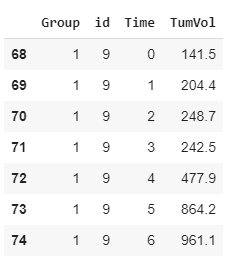 Group id Time TumVol
68 1 9 0 141.5
69 1 9 1 204.4
70 1 9 2 248.7
71 1 9 3 242.5
72 1 9 4 477.9
73 1 9 5 864.2
74 1 9 6 961.1